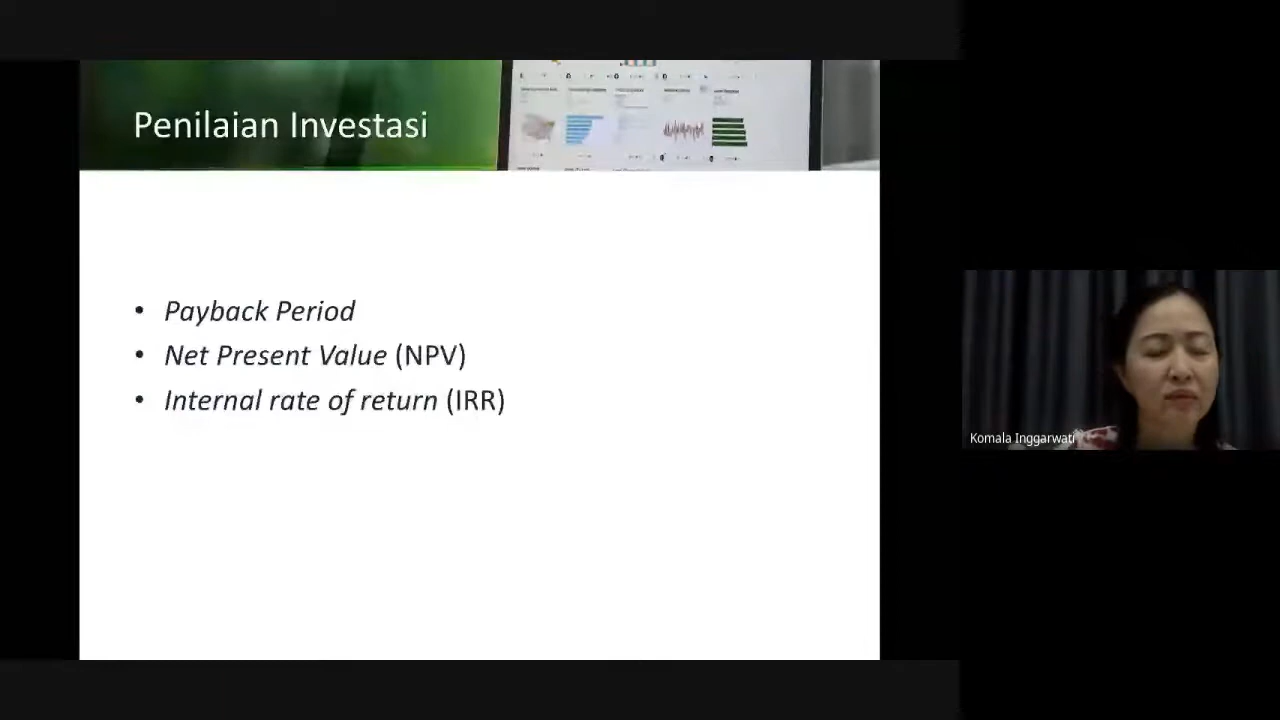 Penilaian Investasi
• Payback Period
• Net Present Value (NPV)
• Internal rate of return (IRR)
Komala Inggarwati